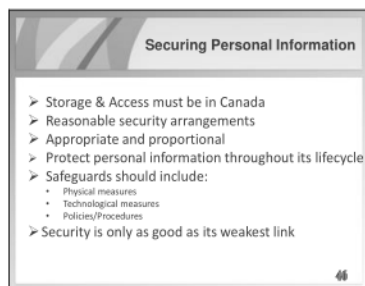 Securing Personal Information
➢ Storage & Access must be in Canada
➢ Reasonable security arrangements
➢ Appropriate and proportional
➢ Protect personal information throughout its lifecycle
➢ Safeguards should include:
• Physical measures
• Technological measures
• Policies/Procedures
➢ Security is only as good as its weakest link